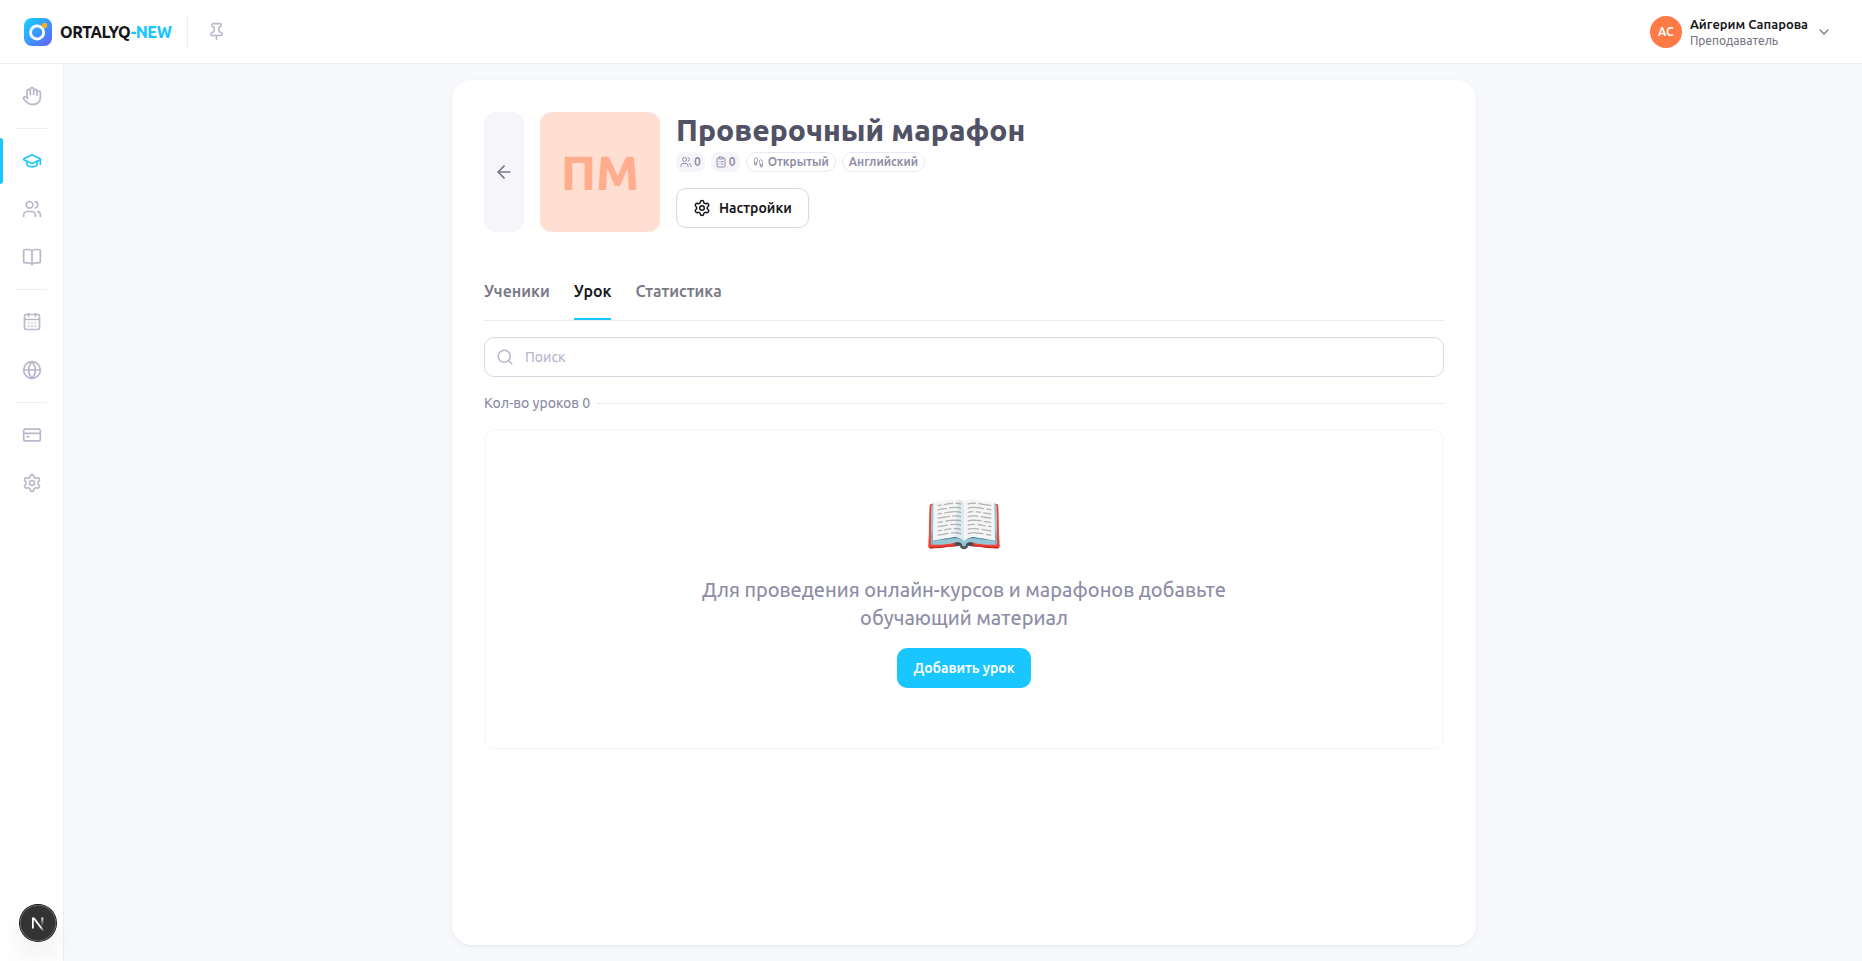 ORTALYQ-NEW
АС
Айгерим Сапарова
Преподаватель
ПМ
Проверочный марафон
0
0
Открытый
Английский
Настройки
Ученики
Урок
Статистика
Поиск
Кол-во уроков 0
Для проведения онлайн-курсов и марафонов добавьте
обучающий материал
Добавить урок
N